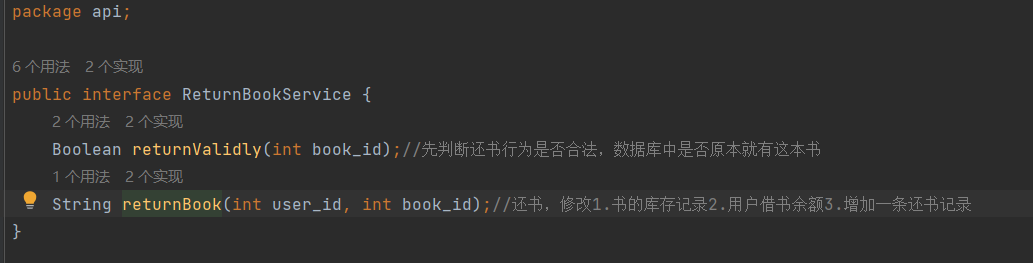 package api;
6 个用法   2 个实现
public interface ReturnBookService {
2 个用法   2 个实现
Boolean returnValidly(int book_id);//先判断还书行为是否合法，数据库中是否原本就有这本书
1 个用法   2 个实现
String returnBook(int user_id, int book_id);//还书，修改1.书的库存记录2.用户借书余额3.增加一条还书记录
}